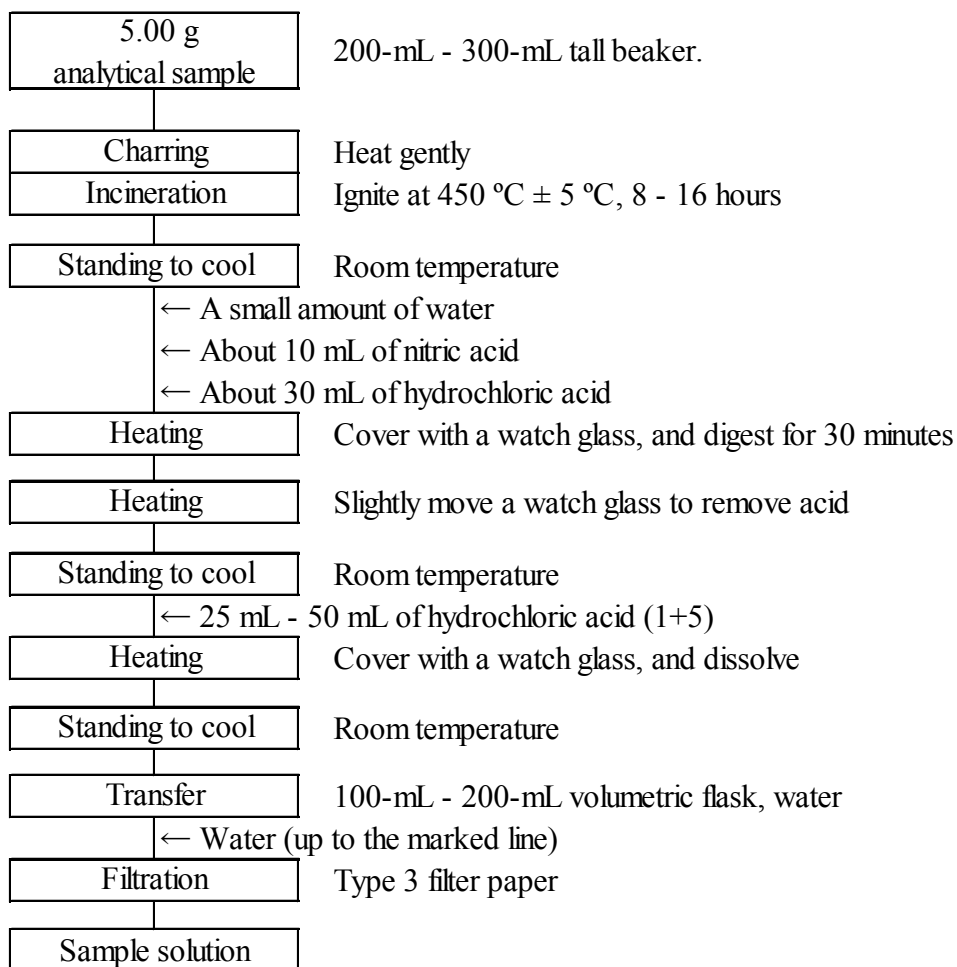 5.00 g
analytical sample
200-mL - 300-mL tall beaker.
Charring
Heat gently
Incineration
Ignite at 450 ºC ± 5 ºC, 8 - 16 hours
Standing to cool
Room temperature
← A small amount of water
← About 10 mL of nitric acid
← About 30 mL of hydrochloric acid
Heating
Cover with a watch glass, and digest for 30 minutes
Heating
Slightly move a watch glass to remove acid
Standing to cool
Room temperature
← 25 mL - 50 mL of hydrochloric acid (1+5)
Heating
Cover with a watch glass, and dissolve
Standing to cool
Room temperature
Transfer
100-mL - 200-mL volumetric flask, water
← Water (up to the marked line)
Filtration
Type 3 filter paper
Sample solution